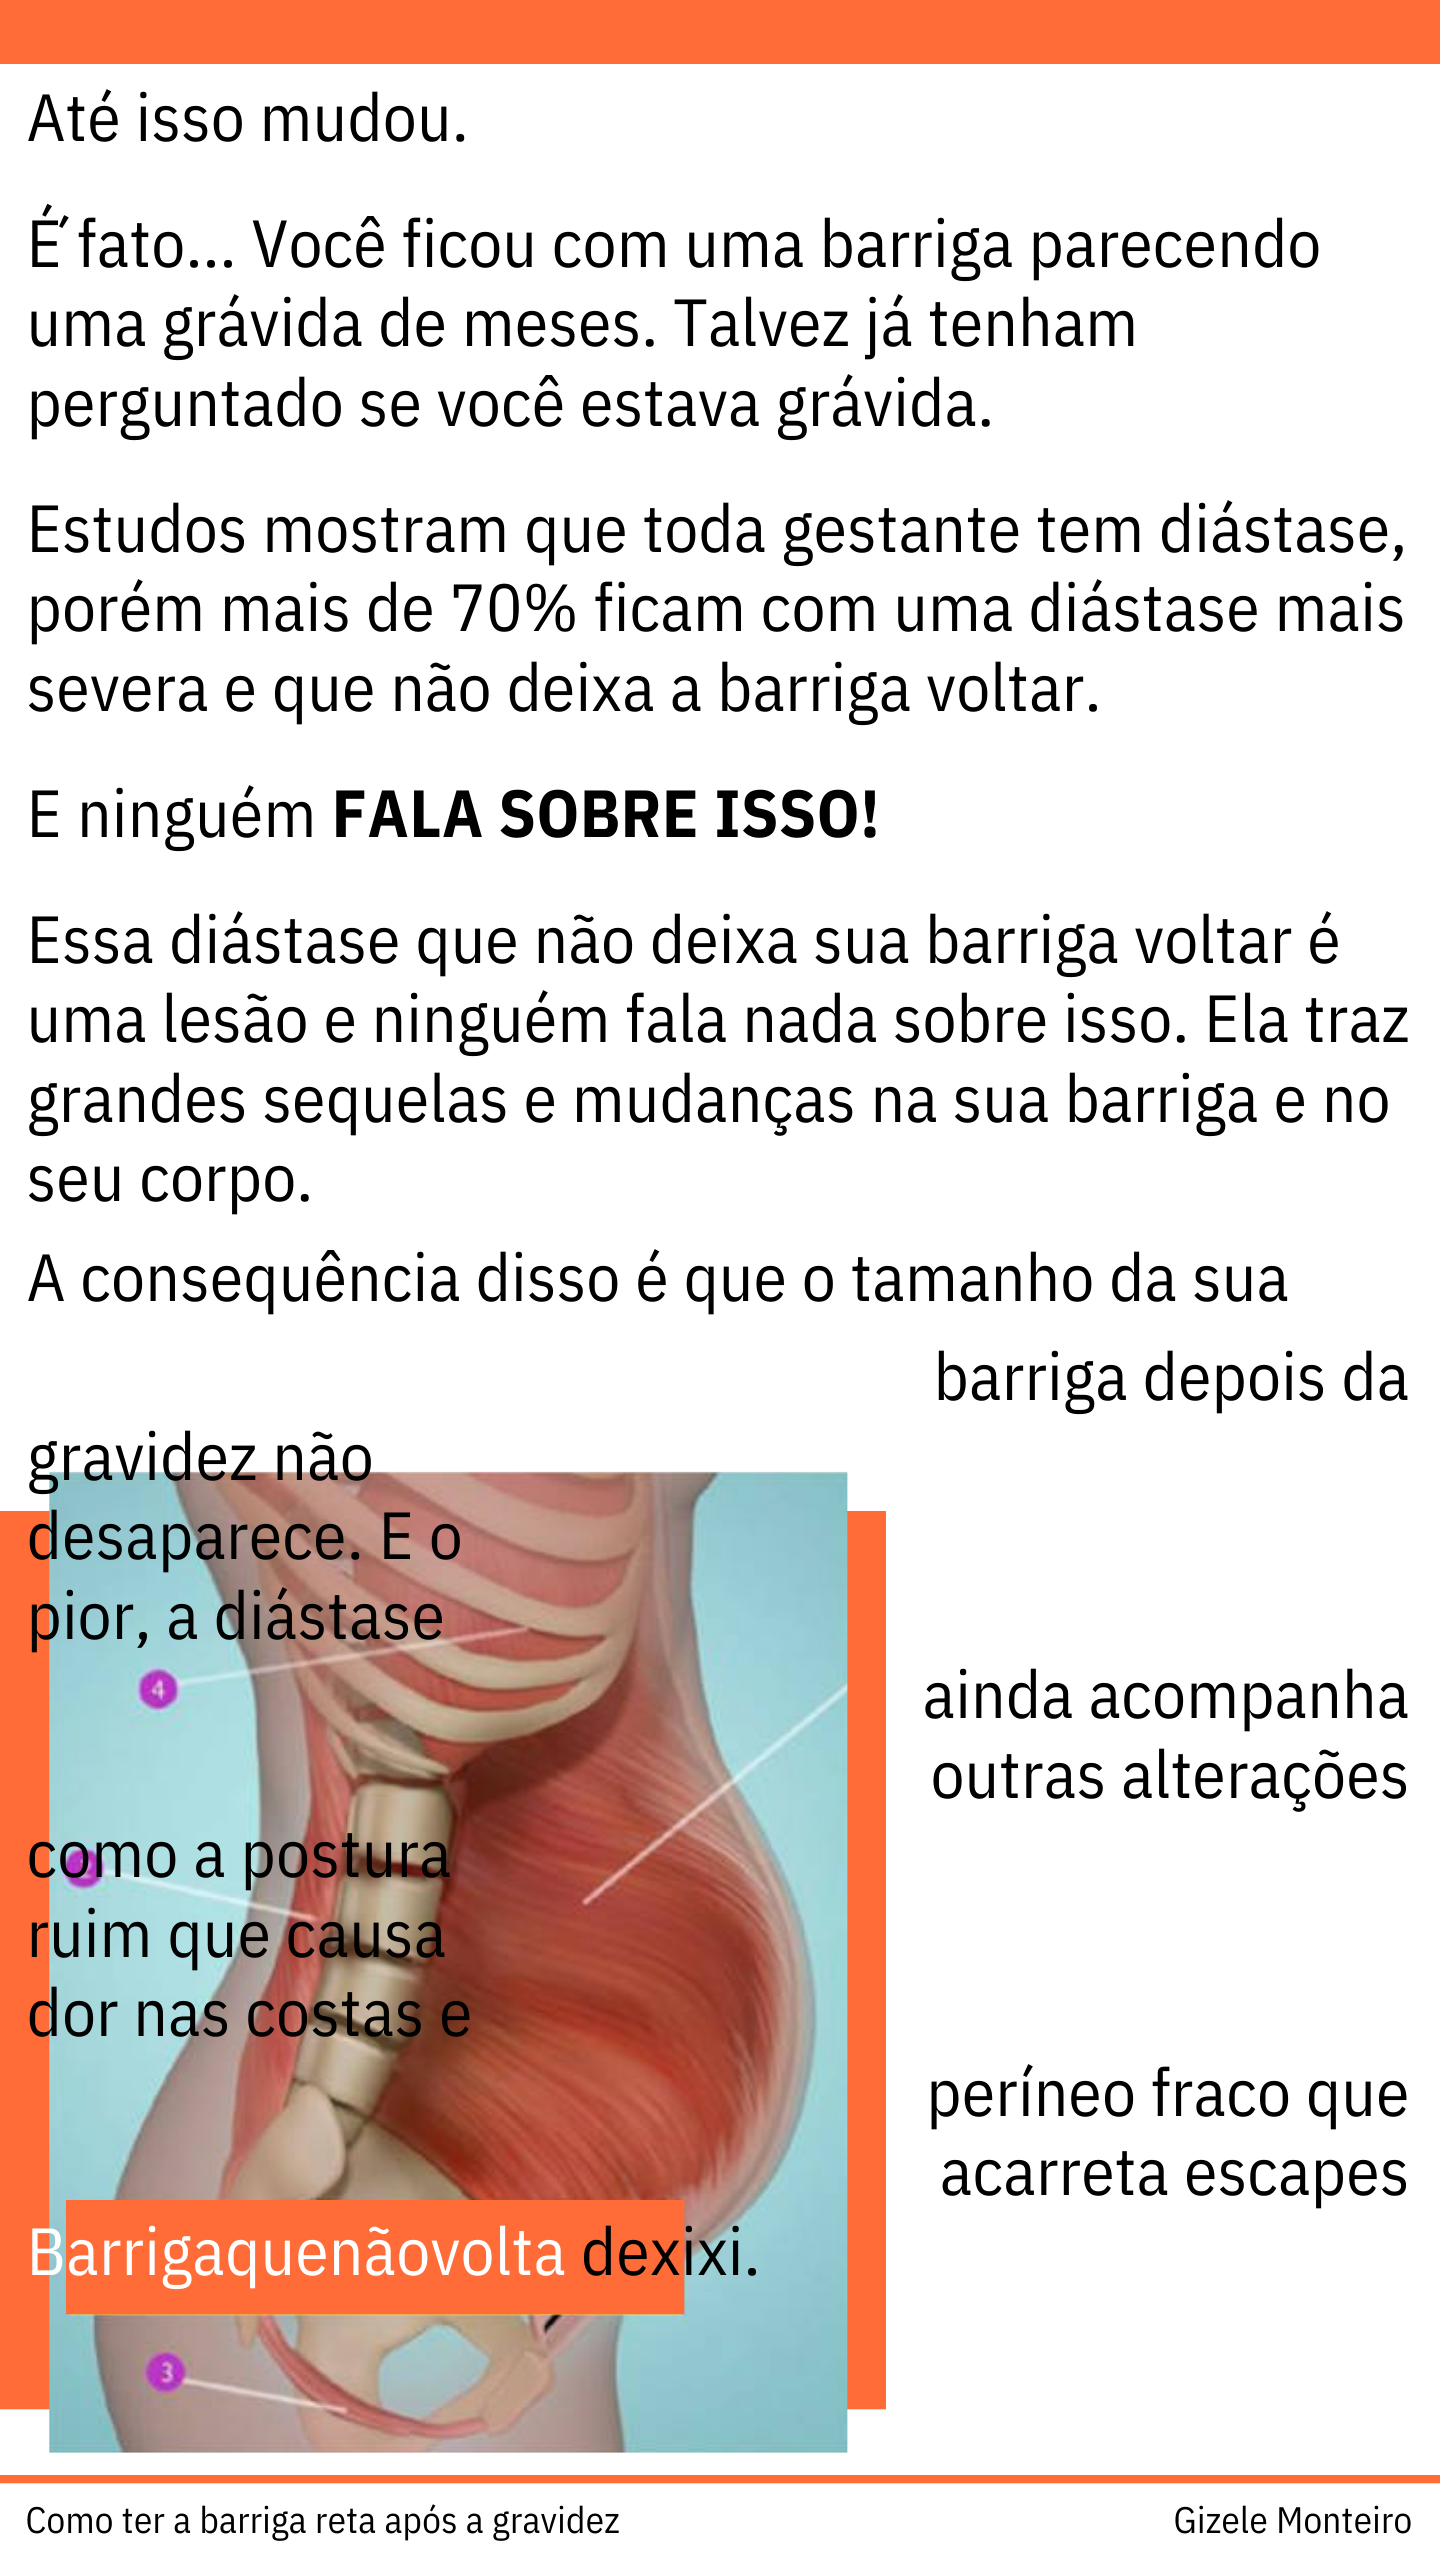 Até isso mudou.
É´fato... Você ficou com uma barriga parecendo
uma grávida de meses. Talvez já tenham
perguntado se você estava grávida.
Estudos mostram que toda gestante tem diástase,
porém mais de 70% ficam com uma diástase mais
severa e que não deixa a barriga voltar.
E ninguém FALA SOBRE ISSO!
Essa diástase que não deixa sua barriga voltar é
uma lesão e ninguém fala nada sobre isso. Ela traz
grandes sequelas e mudanças na sua barriga e no
seu corpo.
A consequência disso é que o tamanho da sua
barriga depois da
gravidez não
desaparece. E o
pior, a diástase
4
ainda acompanha
outras alterações
como a postura
ruim que causa
dor nas costas e
períneo fraco que
acarreta escapes
Barrigaquenãovolta dexixi.
3
Como ter a barriga reta após a gravidez
Gizele Monteiro